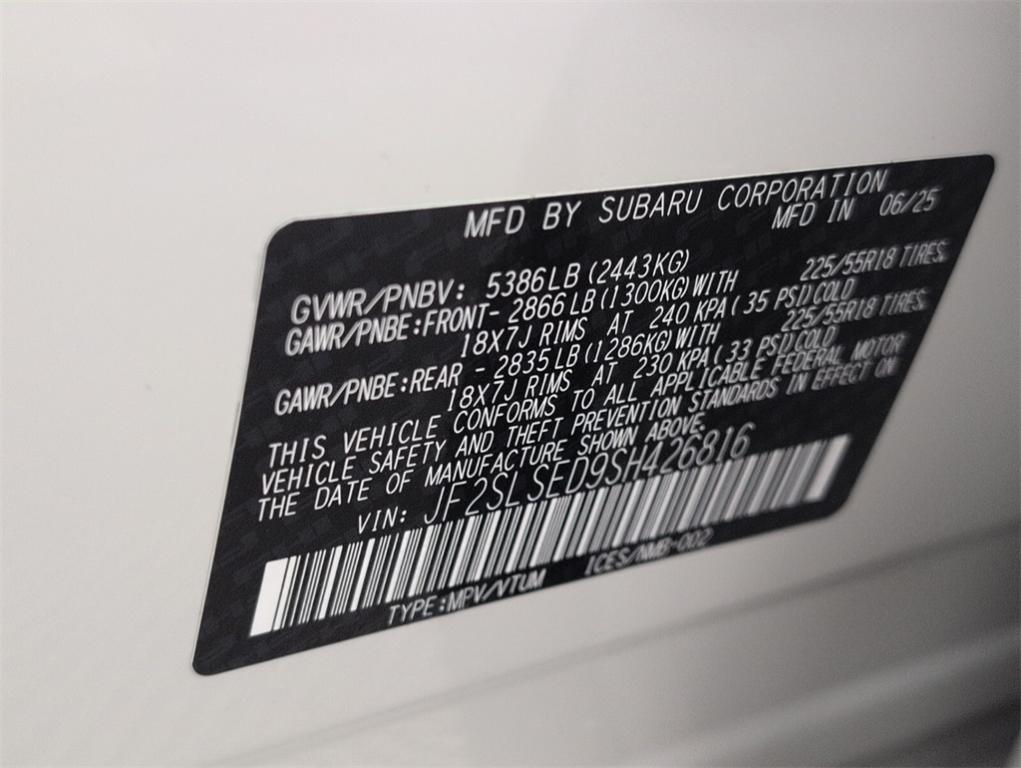 MFD BY SUBARU CORPORATION
MFD IN 06/25
GVWR/PNBV: 5386LB(2443KG)
GAWR/PNBE:FRONT- 2866LB(1300KG)WITH 225/55R18 TIRES
18X7J RIMS AT 240 KPA(35 PSI)COLD
GAWR/PNBE:REAR - 2835LB(1286KG)WITH 225/55R18 TIRES
18X7J RIMS AT 230 KPA(33 PSI)COLD
THIS VEHICLE CONFORMS TO ALL APPLICABLE FEDERAL MOTOR
VEHICLE SAFETY AND THEFT PREVENTION STANDARDS IN EFFECT ON
THE DATE OF MANUFACTURE SHOWN ABOVE.
VIN: JF2SLSED9SH426816
TYPE:MPV/VTUM ICES/NMB-002